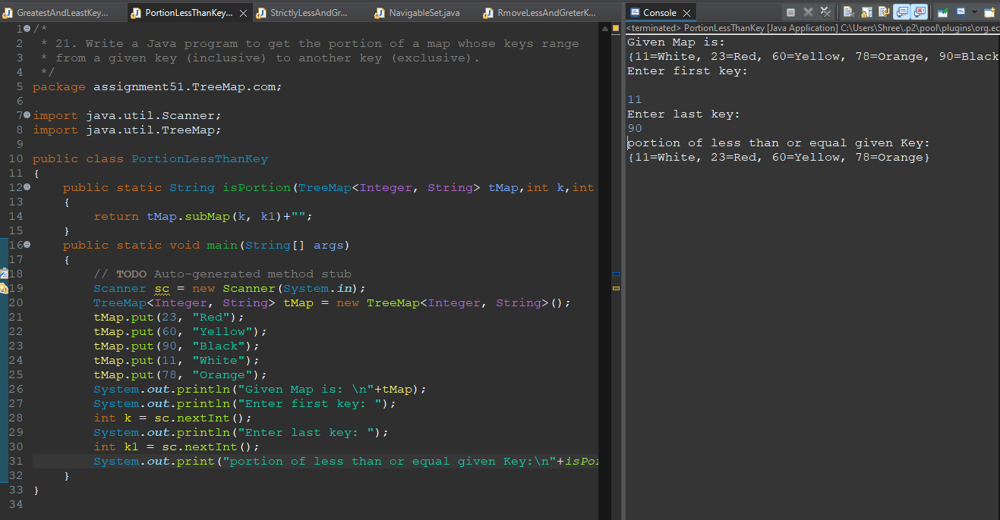 GreatestAndLeastKey...
PortionLessThanKey...
StrictlyLessAndGr...
NavigableSet.java
RmoveLessAndGreterK...
1 /*
2  * 21. Write a Java program to get the portion of a map whose keys range
3  * from a given key (inclusive) to another key (exclusive).
4  */
5 package assignment51.TreeMap.com;
6
7 import java.util.Scanner;
8 import java.util.TreeMap;
9
10 public class PortionLessThanKey
11 {
12     public static String isPortion(TreeMap<Integer, String> tMap,int k,int
13     {
14         return tMap.subMap(k, k1)+"";
15     }
16     public static void main(String[] args)
17     {
18         // TODO Auto-generated method stub
19         Scanner sc = new Scanner(System.in);
20         TreeMap<Integer, String> tMap = new TreeMap<Integer, String>();
21         tMap.put(23, "Red");
22         tMap.put(60, "Yellow");
23         tMap.put(90, "Black");
24         tMap.put(11, "White");
25         tMap.put(78, "Orange");
26         System.out.println("Given Map is: \n"+tMap);
27         System.out.println("Enter first key: ");
28         int k = sc.nextInt();
29         System.out.println("Enter last key: ");
30         int k1 = sc.nextInt();
31         System.out.print("portion of less than or equal given Key:\n"+isPor
32     }
33 }
34
Console
<terminated> PortionLessThanKey [Java Application] C:\Users\Shree\.p2\pool\plugins\org.ec
Given Map is:
{11=White, 23=Red, 60=Yellow, 78=Orange, 90=Black
Enter first key:

11
Enter last key:
90
portion of less than or equal given Key:
{11=White, 23=Red, 60=Yellow, 78=Orange}